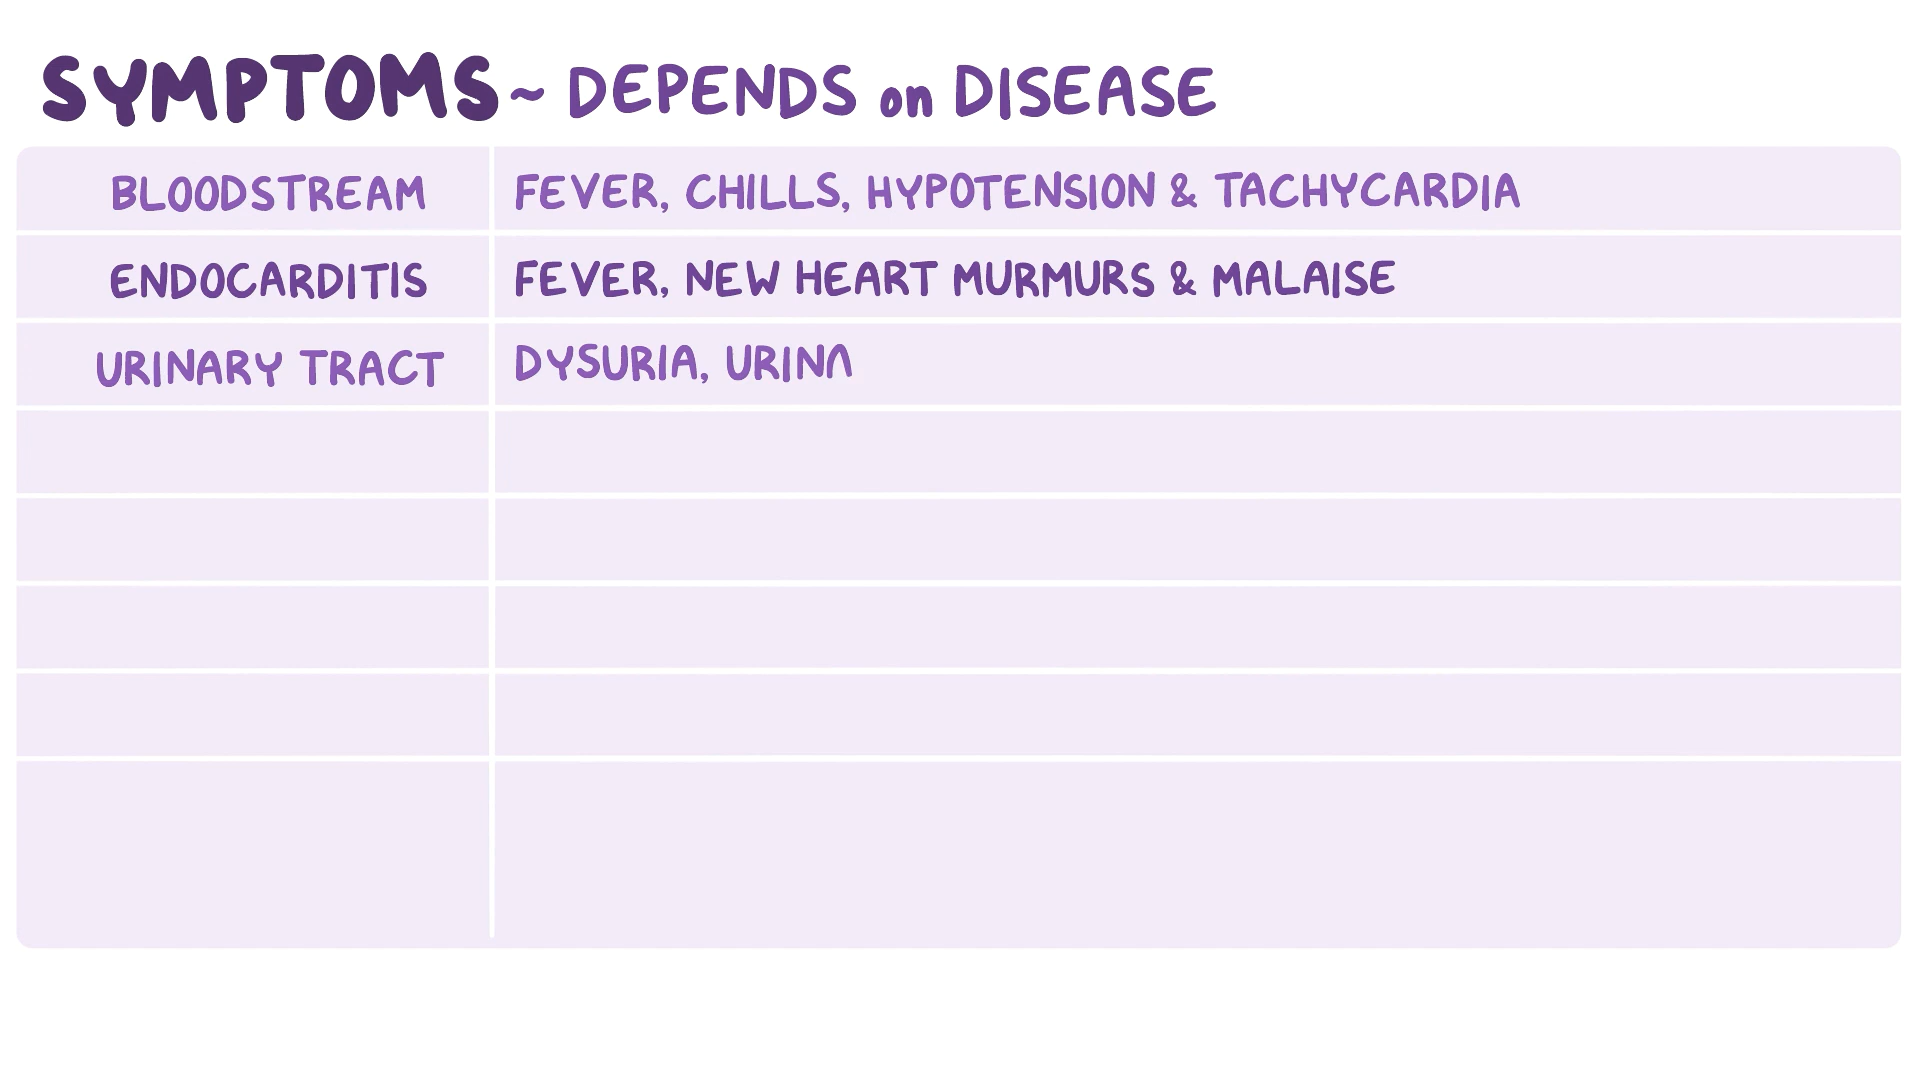 SYMPTOMS ~ DEPENDS on DISEASE
BLOODSTREAM FEVER, CHILLS, HYPOTENSION & TACHYCARDIA
ENDOCARDITIS FEVER, NEW HEART MURMURS & MALAISE
URINARY TRACT DYSURIA,